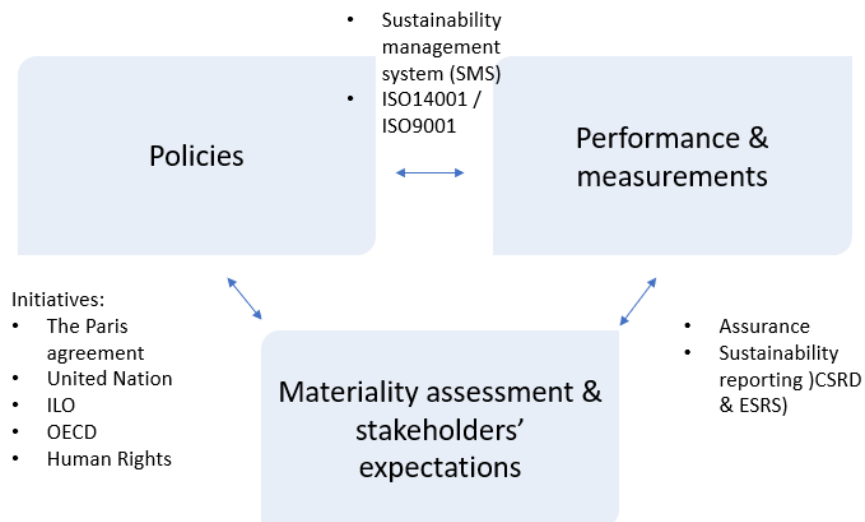 • Sustainability
management
system (SMS)
• ISO14001 /
ISO9001
Policies
Performance &
measurements
Initiatives:
• The Paris
agreement
• United Nation
• ILO
• OECD
• Human Rights
Materiality assessment &
stakeholders’
expectations
• Assurance
• Sustainability
reporting )CSRD
& ESRS)